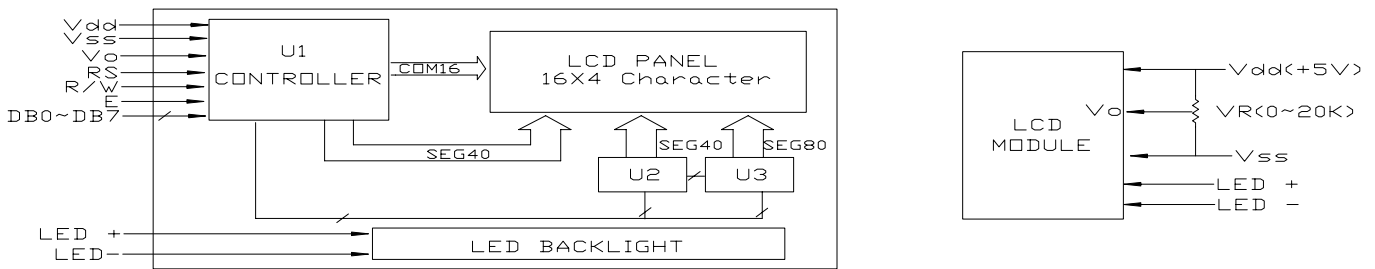 Vdd
Vss
Vo
RS
R/W
E
DB0~DB7
U1
CONTROLLER
COM16
LCD PANEL
16X4 Character
SEG40
SEG40
SEG80
U2
U3
LED +
LED-
LED BACKLIGHT
LCD
MODULE
Vo
Vdd(+5V)
VR(0~20K)
Vss
LED +
LED -